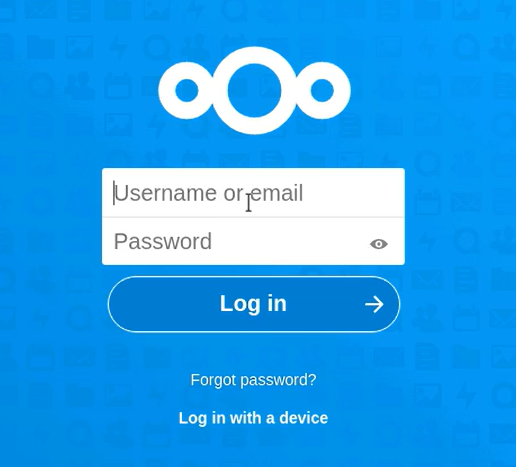 Username or email
Password
Log in
Forgot password?
Log in with a device